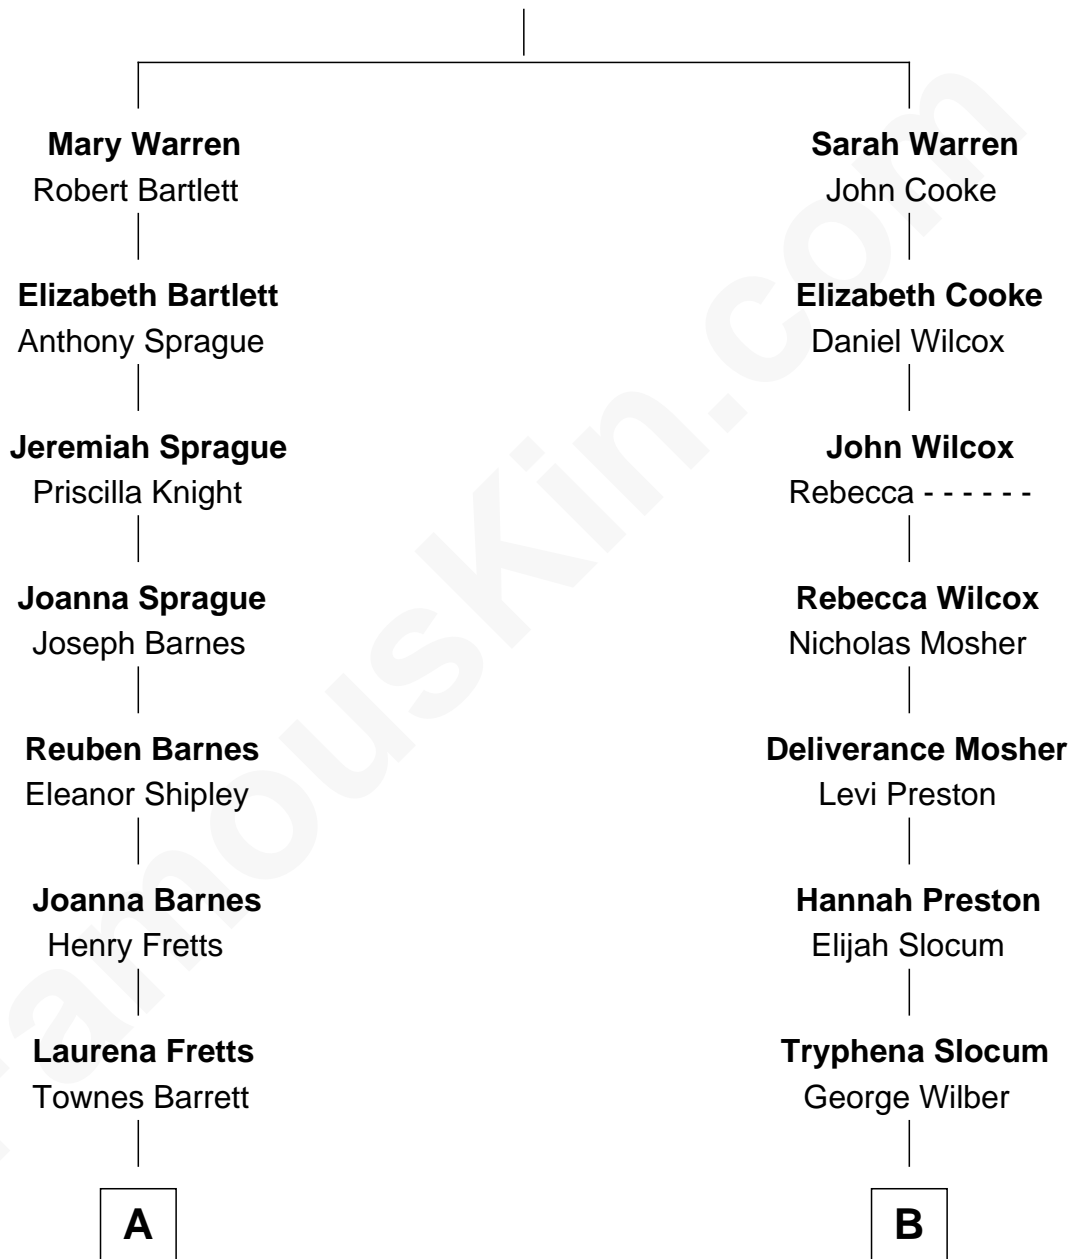 Mary Warren
Robert Bartlett
Elizabeth Bartlett
Anthony Sprague
Jeremiah Sprague
Priscilla Knight
Joanna Sprague
Joseph Barnes
Reuben Barnes
Eleanor Shipley
Joanna Barnes
Henry Fretts
Laurena Fretts
Townes Barrett
A
Sarah Warren
John Cooke
Elizabeth Cooke
Daniel Wilcox
John Wilcox
Rebecca - - - - - -
Rebecca Wilcox
Nicholas Mosher
Deliverance Mosher
Levi Preston
Hannah Preston
Elijah Slocum
Tryphena Slocum
George Wilber
B
FamousKin.com